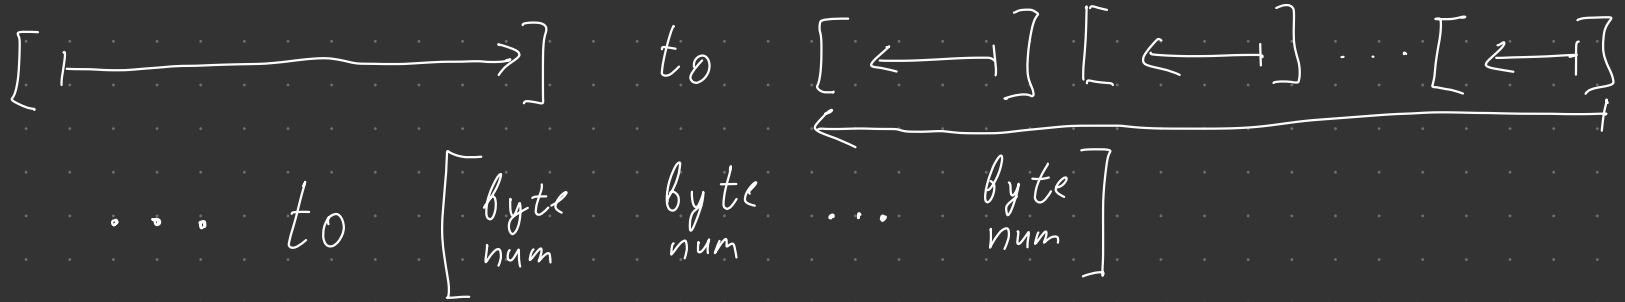 [ ] to [ ] [ ] ... [ ]
... to [ byte byte ... byte ]
num num num